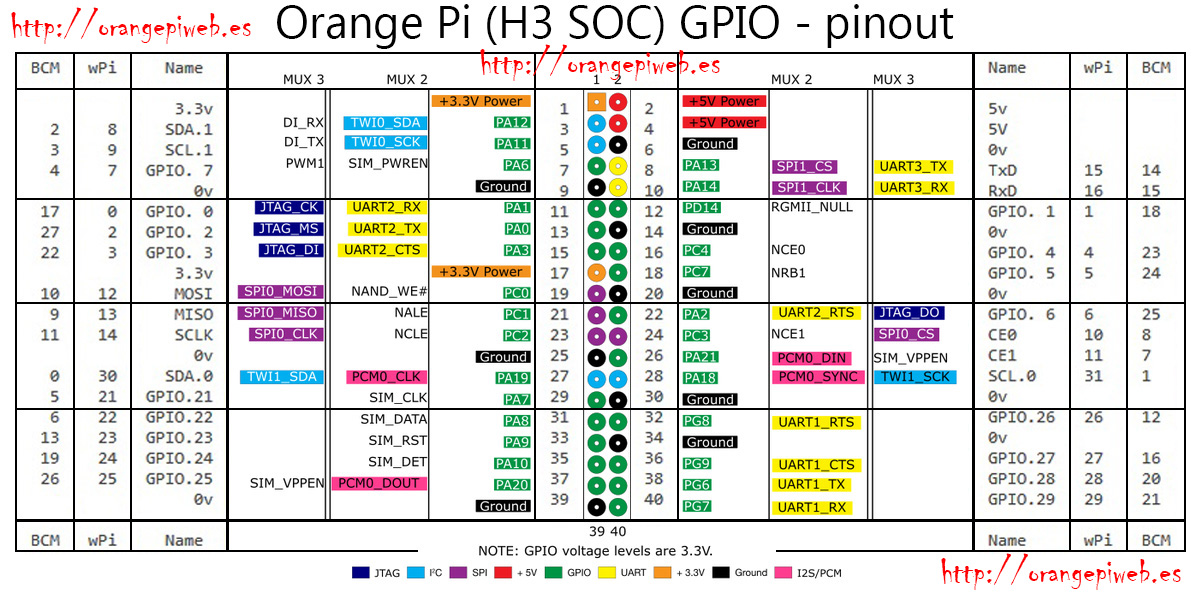 http://orangepiweb.es Orange Pi (H3 SOC) GPIO - pinout
http://orangepiweb.es
BCM wPi Name MUX 3 MUX 2 1 2 MUX 2 MUX 3 Name wPi BCM
3.3v +3.3V Power 1 2 +5V Power 5v
2 8 SDA.1 DI_RX TWI0_SDA PA12 3 4 +5V Power 5V
3 9 SCL.1 DI_TX TWI0_SCK PA11 5 6 Ground 0v
4 7 GPIO. 7 PWM1 SIM_PWREN PA6 7 8 PA13 SPI1_CS UART3_TX TxD 15 14
0v Ground 9 10 PA14 SPI1_CLK UART3_RX RxD 16 15
17 0 GPIO. 0 JTAG_CK UART2_RX PA1 11 12 PD14 RGMII_NULL GPIO. 1 1 18
27 2 GPIO. 2 JTAG_MS UART2_TX PA0 13 14 Ground 0v
22 3 GPIO. 3 JTAG_DI UART2_CTS PA3 15 16 PC4 NCE0 GPIO. 4 4 23
3.3v +3.3V Power 17 18 PC7 NRB1 GPIO. 5 5 24
10 12 MOSI SPI0_MOSI NAND_WE# PC0 19 20 Ground 0v
9 13 MISO SPI0_MISO NALE PC1 21 22 PA2 UART2_RTS JTAG_DO GPIO. 6 6 25
11 14 SCLK SPI0_CLK NCLE PC2 23 24 PC3 NCE1 SPI0_CS CE0 10 8
0v Ground 25 26 PA21 PCM0_DIN SIM_VPPEN CE1 11 7
0 30 SDA.0 TWI1_SDA PCM0_CLK PA19 27 28 PA18 PCM0_SYNC TWI1_SCK SCL.0 31 1
5 21 GPIO.21 SIM_CLK PA7 29 30 Ground 0v
6 22 GPIO.22 SIM_DATA PA8 31 32 PG8 UART1_RTS GPIO.26 26 12
13 23 GPIO.23 SIM_RST PA9 33 34 Ground 0v
19 24 GPIO.24 SIM_DET PA10 35 36 PG9 UART1_CTS GPIO.27 27 16
26 25 GPIO.25 SIM_VPPEN PCM0_DOUT PA20 37 38 PG6 UART1_TX GPIO.28 28 20
0v Ground 39 40 PG7 UART1_RX GPIO.29 29 21
BCM wPi Name 39 40 Name wPi BCM
NOTE: GPIO voltage levels are 3.3V.
JTAG I²C SPI + 5V GPIO UART + 3.3V Ground I2S/PCM
http://orangepiweb.es